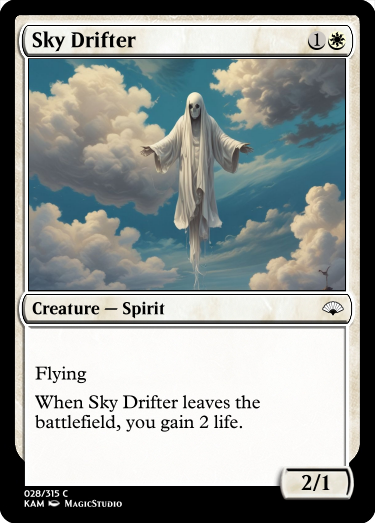 Sky Drifter 1
Creature — Spirit
Flying
When Sky Drifter leaves the
battlefield, you gain 2 life.
2/1
028/315 C
KAM MagicStudio